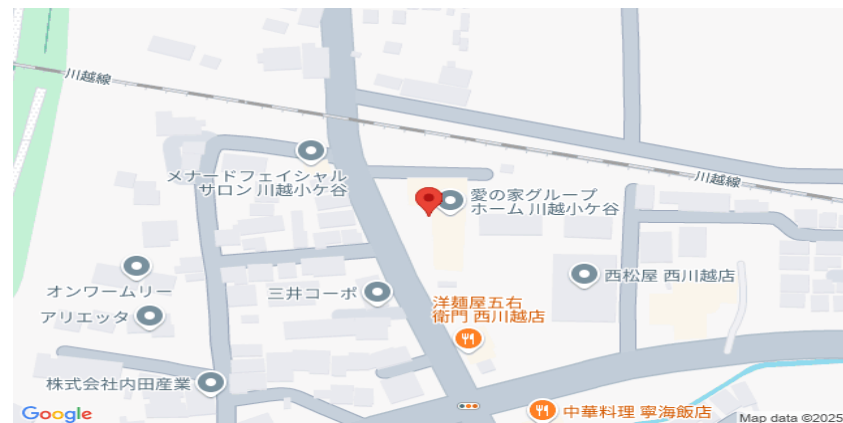 川越線
メナードフェイシャル
サロン 川越小ケ谷
川越線
愛の家グループ
ホーム 川越小ケ谷
オンワームリー
アリエッタ
三井コーポ
西松屋 西川越店
洋麺屋五右
衛門 西川越店
株式会社内田産業
中華料理 寧海飯店
Google
Map data ©2025